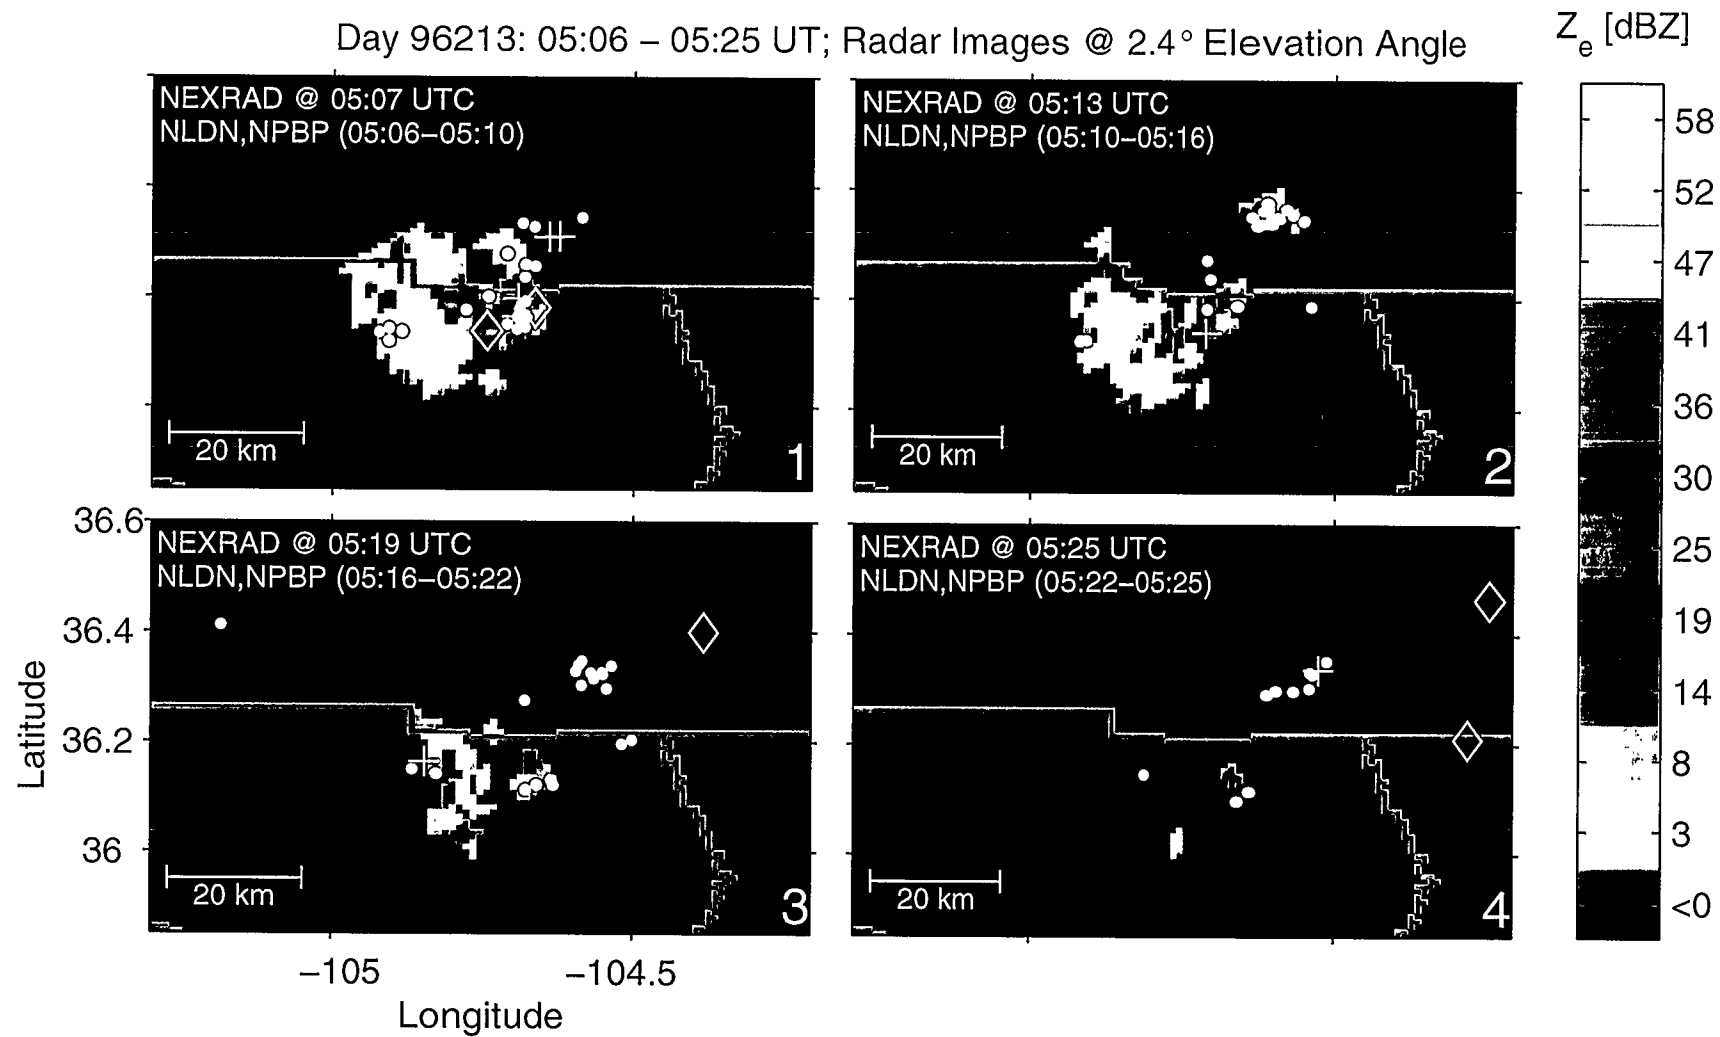 Day 96213: 05:06 – 05:25 UT; Radar Images @ 2.4° Elevation Angle
Ze [dBZ]
NEXRAD @ 05:07 UTC
NLDN,NPBP (05:06–05:10)
20 km
1
NEXRAD @ 05:13 UTC
NLDN,NPBP (05:10–05:16)
20 km
2
NEXRAD @ 05:19 UTC
NLDN,NPBP (05:16–05:22)
20 km
3
NEXRAD @ 05:25 UTC
NLDN,NPBP (05:22–05:25)
20 km
4
36.6
36.4
36.2
36
Latitude
–105
–104.5
Longitude
58
52
47
41
36
30
25
19
14
8
3
<0